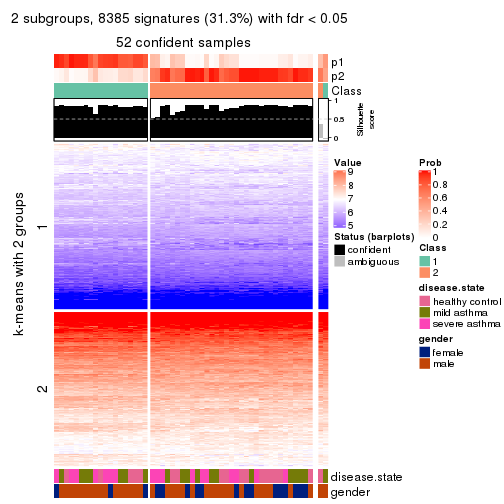 2 subgroups, 8385 signatures (31.3%) with fdr < 0.05
52 confident samples
p1
p2
Class
1
0.5
0
Silhouette
score
k-means with 2 groups
1
2
disease.state
gender
Value
9
8
7
6
5
Status (barplots)
confident
ambiguous
Prob
1
0.8
0.6
0.4
0.2
0
Class
1
2
disease.state
healthy control
mild asthma
severe asthma
gender
female
male